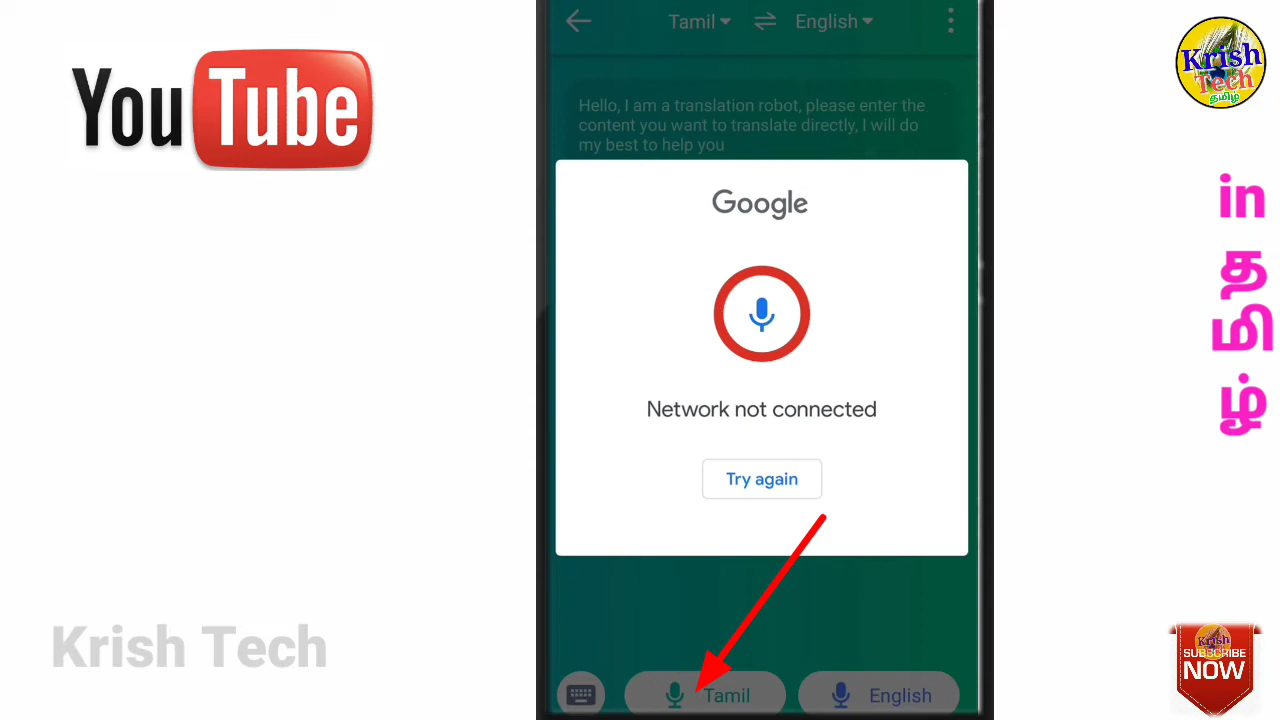 YouTube
Tamil
English
Hello, I am a translation robot, please enter the
content you want to translate directly, I will do
my best to help you
Google
Network not connected
Try again
Tamil
English
Krish Tech
Krish
Tech
தமிழ்
in
தமிழ்
Krish
SUBSCRIBE
NOW